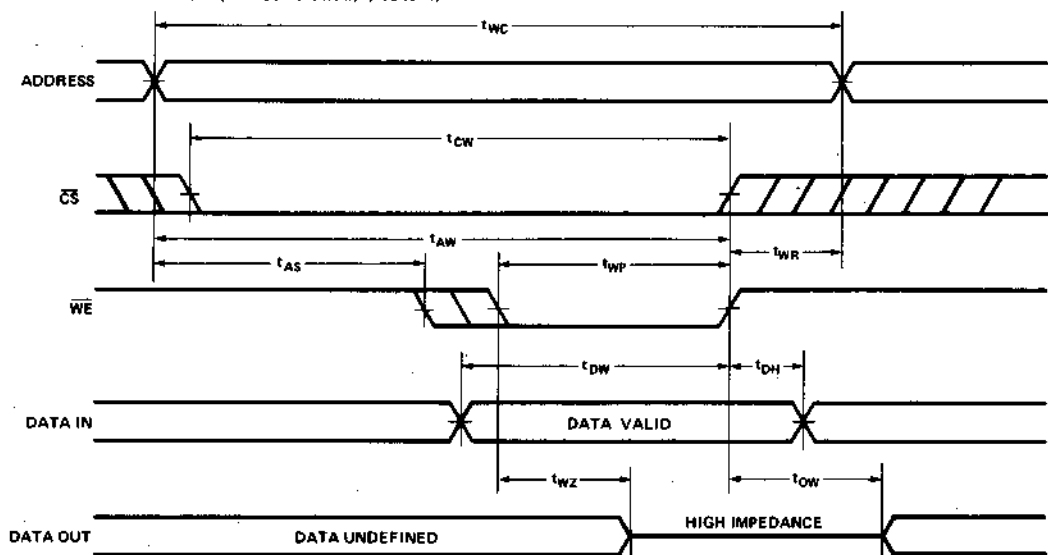 tWC
ADDRESS
tCW
CS
tAW
tAS
tWP
tWR
WE
tDW
tDH
DATA IN
DATA VALID
tWZ
tOW
DATA OUT
DATA UNDEFINED
HIGH IMPEDANCE